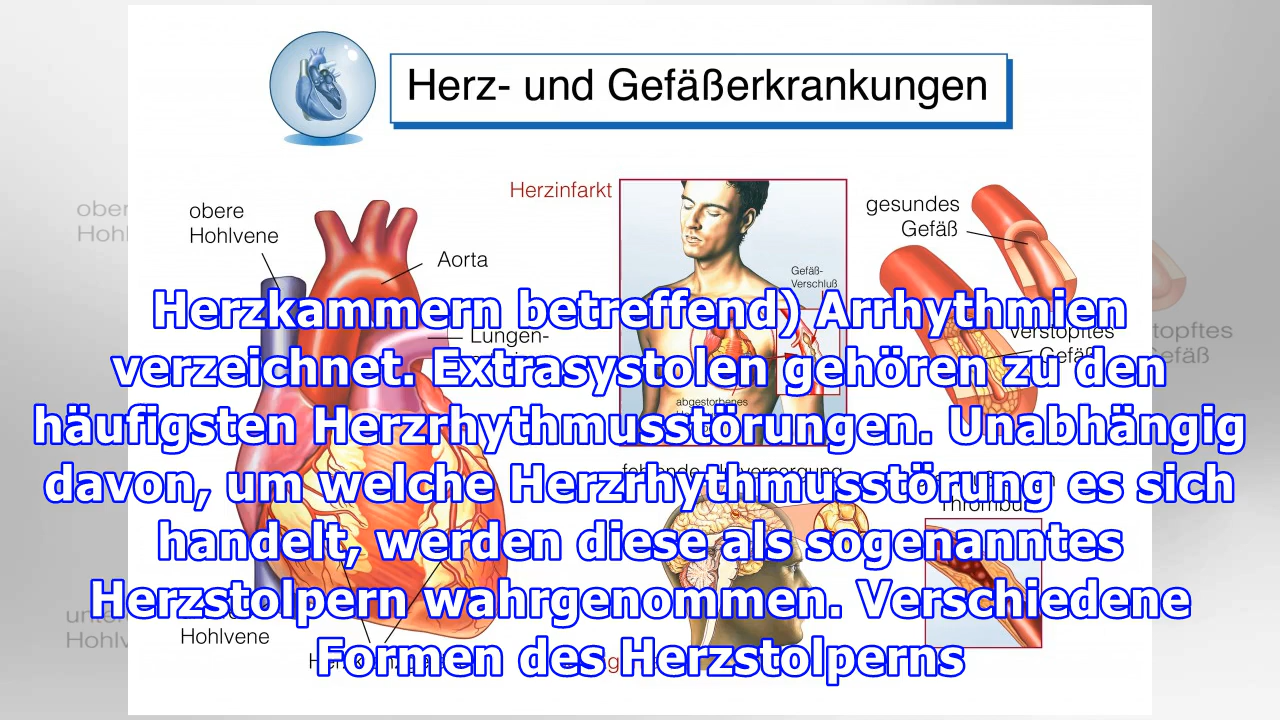 Herz- und Gefäßerkrankungen
Herzinfarkt
obere
Hohlvene
Aorta
Lungen-
gesundes
Gefäß
Gefäß-
Verschluß
verstopftes
Gefäß
abgestorbenes
Herzkammern betreffend) Arrhythmien
verzeichnet. Extrasystolen gehören zu den
häufigsten Herzrhythmusstörungen. Unabhängig
davon, um welche Herzrhythmusstörung es sich
handelt, werden diese als sogenanntes
Herzstolpern wahrgenommen. Verschiedene
Formen des Herzstolperns
Hohlvene